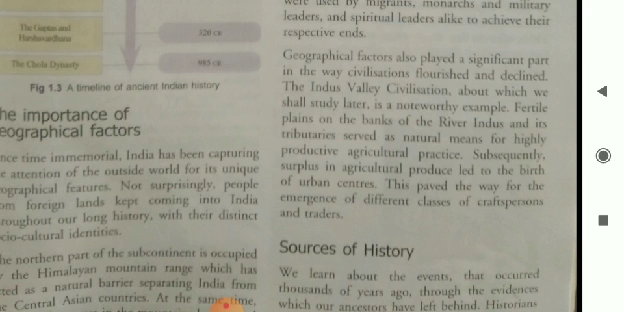 The Guptas and
Harshavardhana
320 CE
The Chola Dynasty
985 CE
Fig 1.3 A timeline of ancient Indian history
he importance of
eographical factors
nce time immemorial, India has been capturing
e attention of the outside world for its unique
ographical features. Not surprisingly, people
om foreign lands kept coming into India
roughout our long history, with their distinct
cio-cultural identities.
he northern part of the subcontinent is occupied
the Himalayan mountain range which has
ted as a natural barrier separating India from
e Central Asian countries. At the same time,
were used by migrants, monarchs and military
leaders, and spiritual leaders alike to achieve their
respective ends.
Geographical factors also played a significant part
in the way civilisations flourished and declined.
The Indus Valley Civilisation, about which we
shall study later, is a noteworthy example. Fertile
plains on the banks of the River Indus and its
tributaries served as natural means for highly
productive agricultural practice. Subsequently,
surplus in agricultural produce led to the birth
of urban centres. This paved the way for the
emergence of different classes of craftspersons
and traders.
Sources of History
We learn about the events, that occurred
thousands of years ago, through the evidences
which our ancestors have left behind. Historians